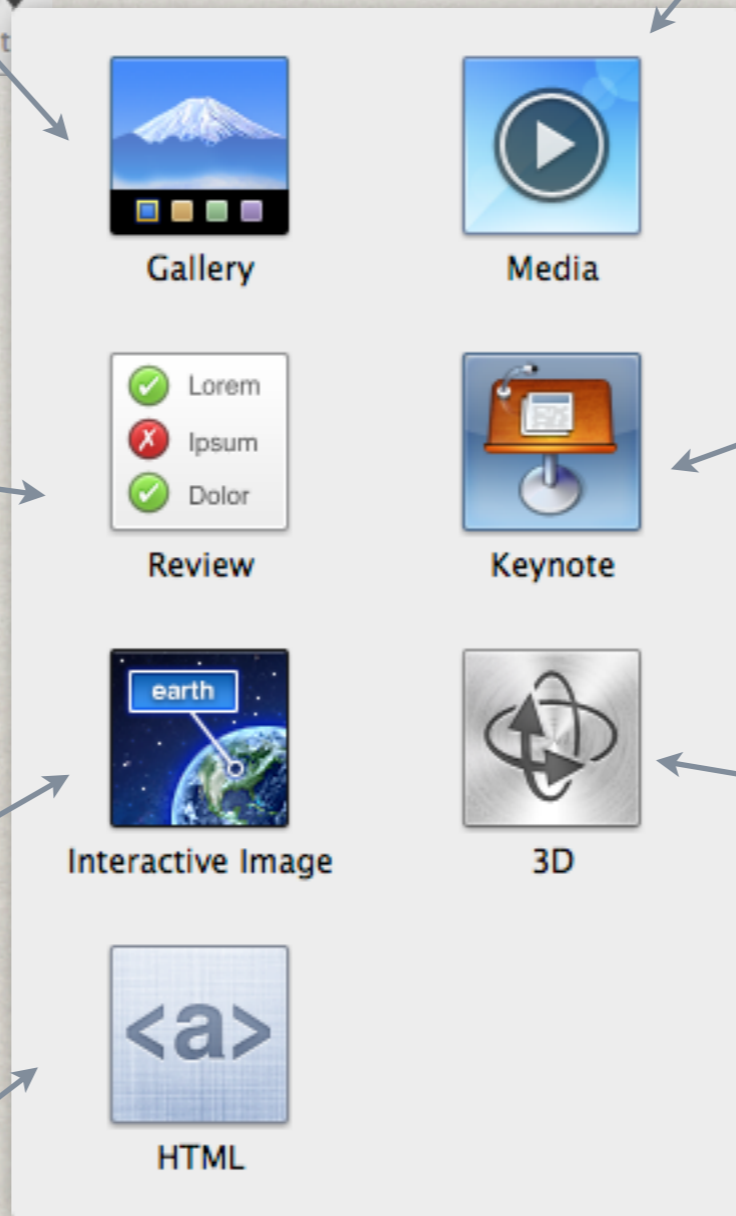 t
Gallery
Media
Lorem
Ipsum
Dolor
Review
Keynote
earth
Interactive Image
3D
<a>
HTML